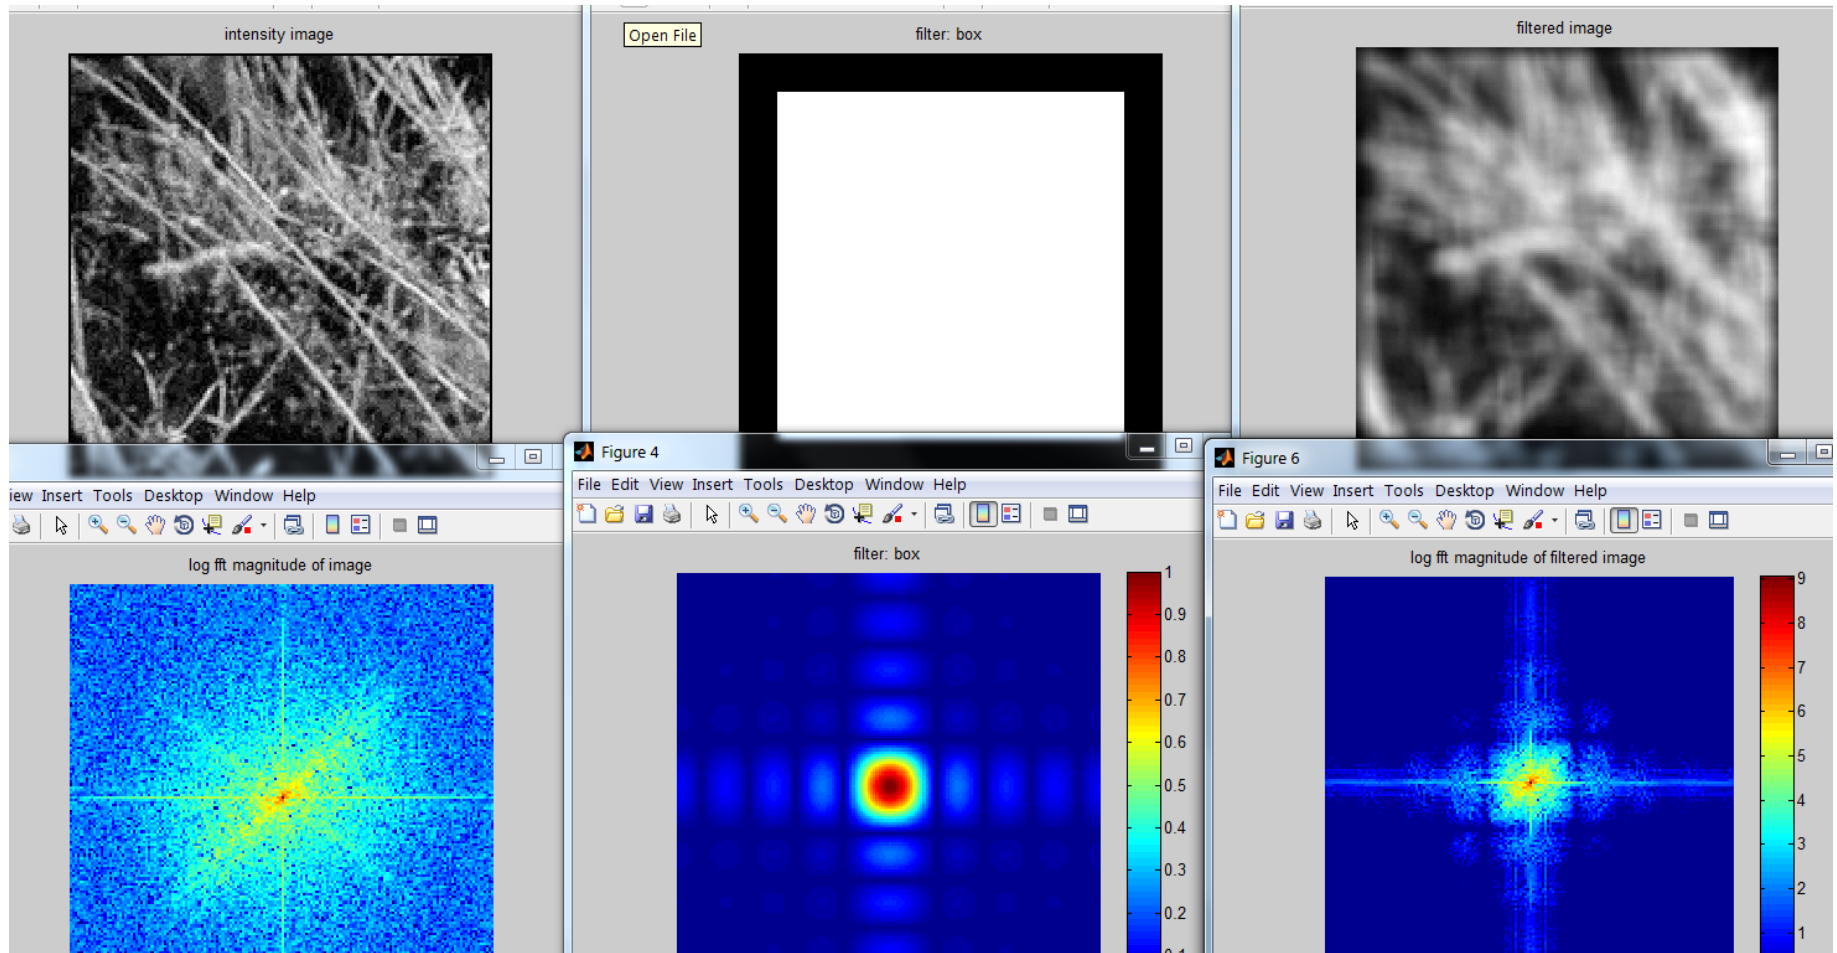 intensity image
Open File
filter: box
filtered image
Figure 4
Figure 6
iew Insert Tools Desktop Window Help
File Edit View Insert Tools Desktop Window Help
File Edit View Insert Tools Desktop Window Help
log fft magnitude of image
filter: box
1
0.9
0.8
0.7
0.6
0.5
0.4
0.3
0.2
log fft magnitude of filtered image
9
8
7
6
5
4
3
2
1